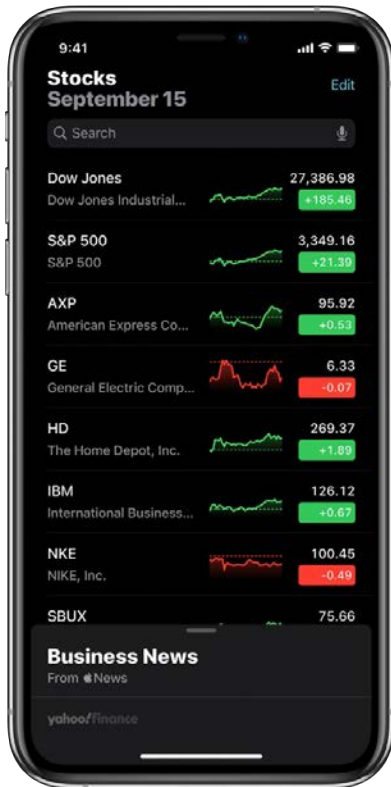 9:41
Stocks
Edit
September 15
Search
Dow Jones 27,386.98
Dow Jones Industrial... +185.46
S&P 500 3,349.16
S&P 500 +21.39
AXP 95.92
American Express Co... +0.53
GE 6.33
General Electric Comp... -0.07
HD 269.37
The Home Depot, Inc. +1.89
IBM 126.12
International Business... +0.67
NKE 100.45
NIKE, Inc. -0.49
SBUX 75.66
Business News
From News
yahoo!finance